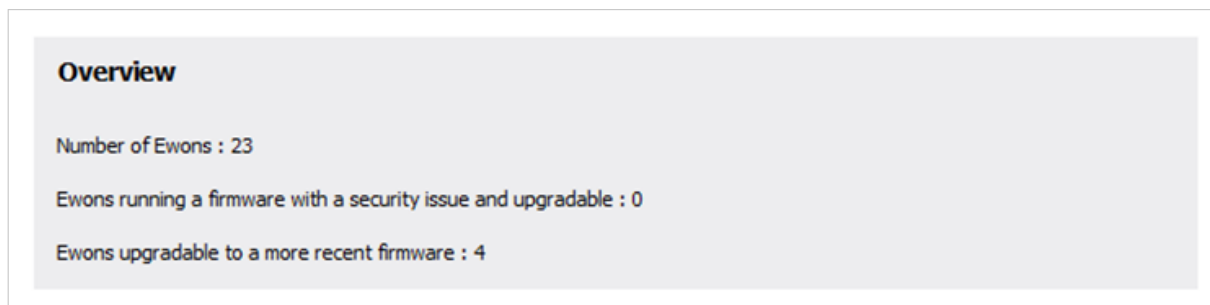 Overview
Number of Ewons : 23
Ewons running a firmware with a security issue and upgradable : 0
Ewons upgradable to a more recent firmware : 4